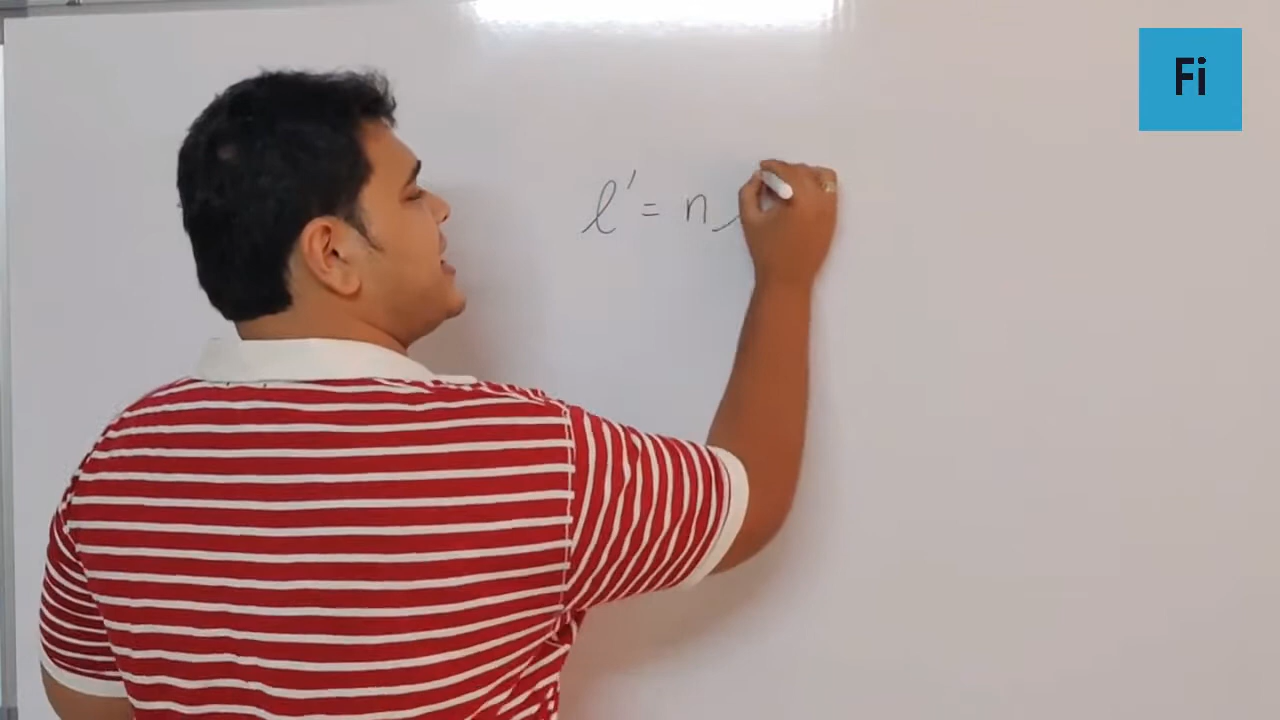 Fi
l' = n